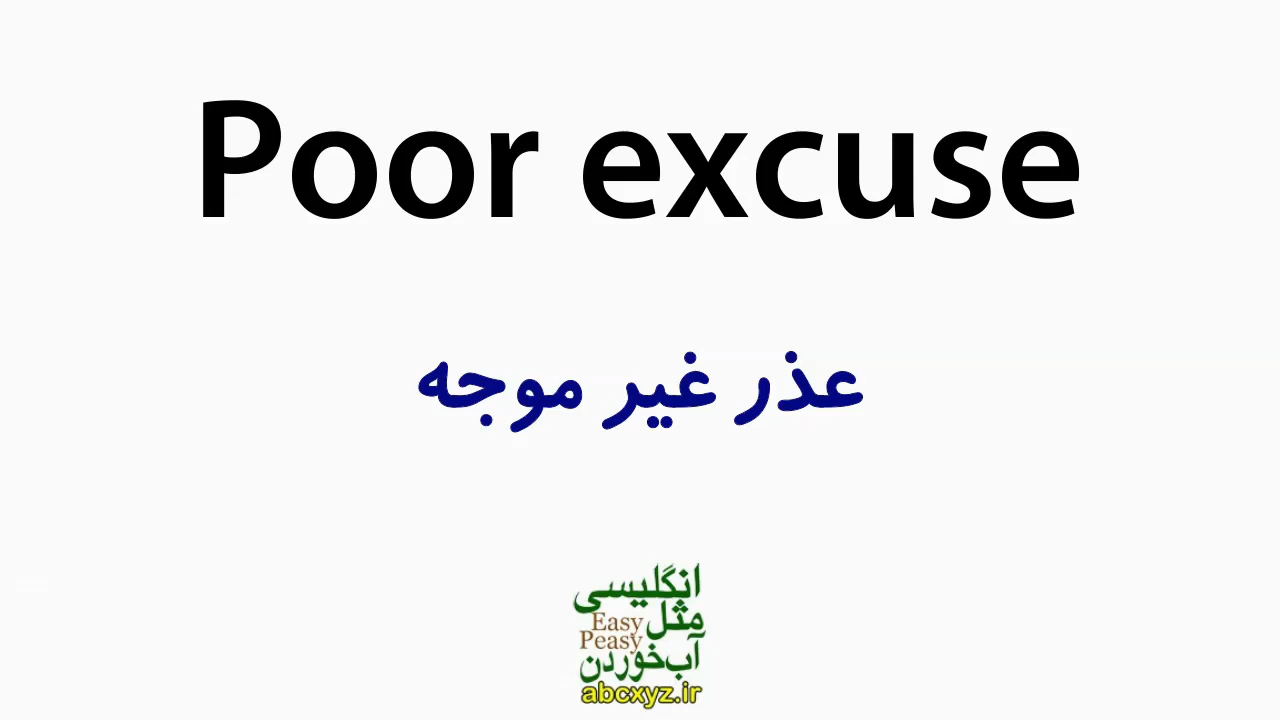 Poor excuse
عذر غیر موجه
انگلیسی
مثل
Easy
Peasy
آب‌خوردن
abcxyz.ir